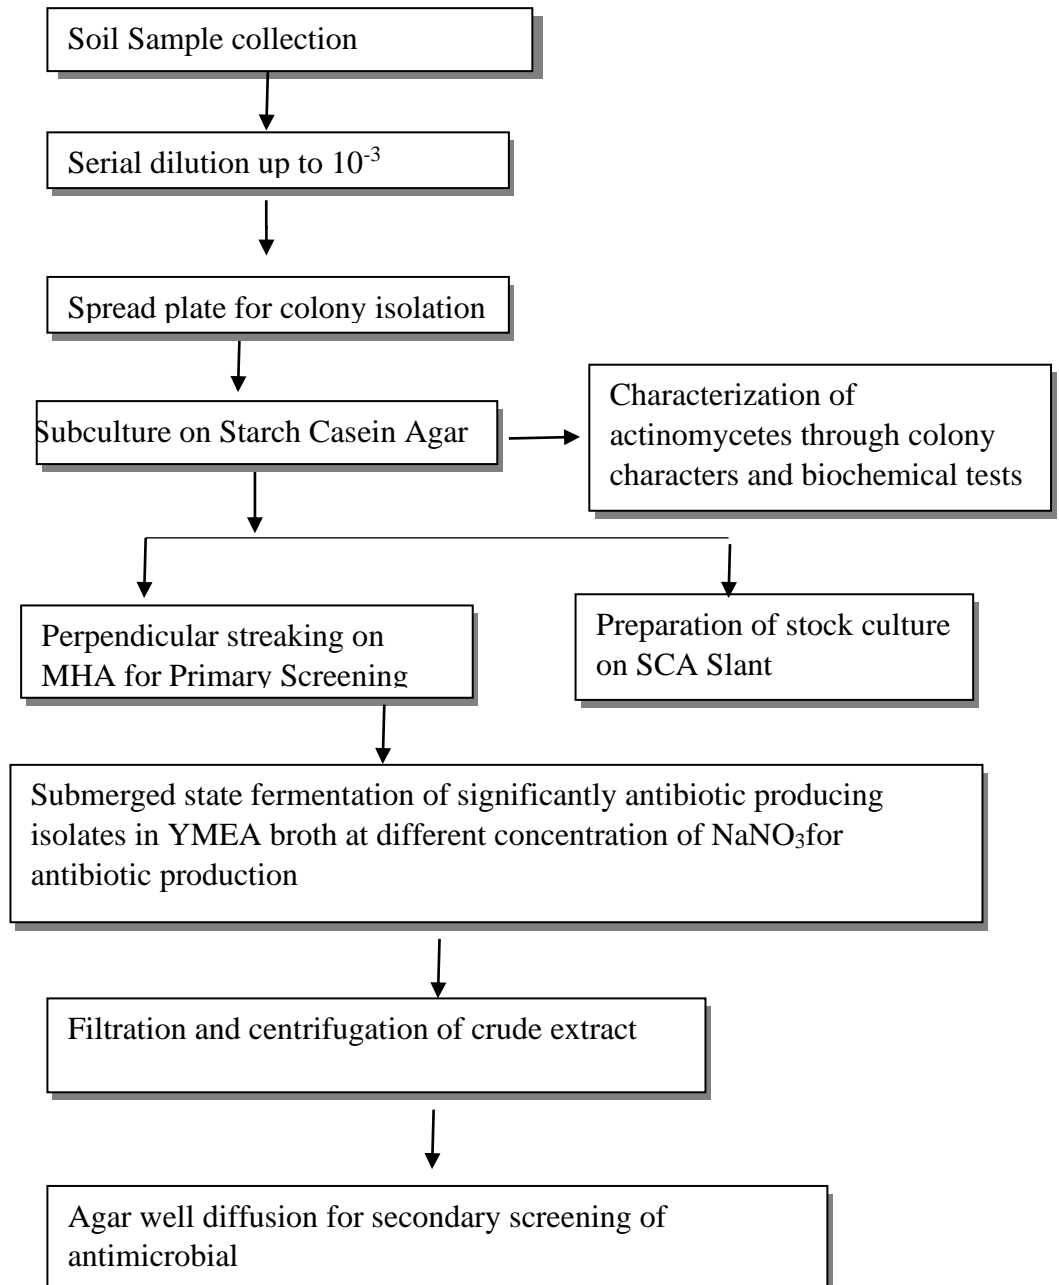 Soil Sample collection
Serial dilution up to 10⁻³
Spread plate for colony isolation
Subculture on Starch Casein Agar
Characterization of
actinomycetes through colony
characters and biochemical tests
Perpendicular streaking on
MHA for Primary Screening
Preparation of stock culture
on SCA Slant
Submerged state fermentation of significantly antibiotic producing
isolates in YMEA broth at different concentration of NaNO₃for
antibiotic production
Filtration and centrifugation of crude extract
Agar well diffusion for secondary screening of
antimicrobial